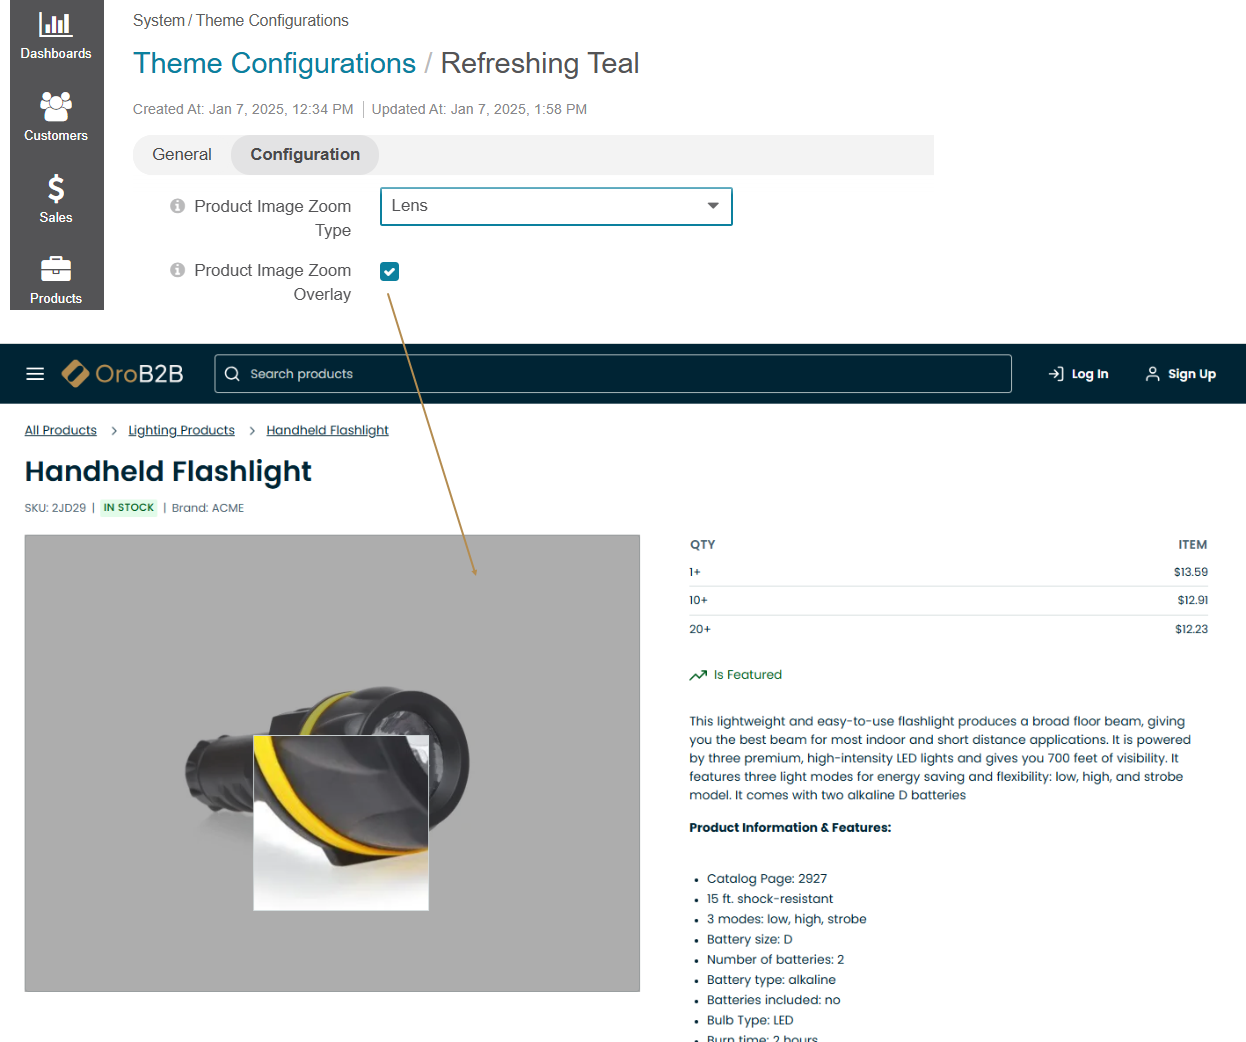 System / Theme Configurations
Dashboards
Theme Configurations / Refreshing Teal
Created At: Jan 7, 2025, 12:34 PM | Updated At: Jan 7, 2025, 1:58 PM
Customers
General Configuration
Product Image Zoom Type
Lens
Sales
Product Image Zoom Overlay
Products
OroB2B
Search products
Log In
Sign Up
All Products > Lighting Products > Handheld Flashlight
Handheld Flashlight
SKU: 2JD29 | IN STOCK | Brand: ACME
QTY ITEM
1+ $13.59
10+ $12.91
20+ $12.23
Is Featured
This lightweight and easy-to-use flashlight produces a broad floor beam, giving
you the best beam for most indoor and short distance applications. It is powered
by three premium, high-intensity LED lights and gives you 700 feet of visibility. It
features three light modes for energy saving and flexibility: low, high, and strobe
model. It comes with two alkaline D batteries
Product Information & Features:
Catalog Page: 2927
15 ft. shock-resistant
3 modes: low, high, strobe
Battery size: D
Number of batteries: 2
Battery type: alkaline
Batteries included: no
Bulb Type: LED
Burn time: 2 hours